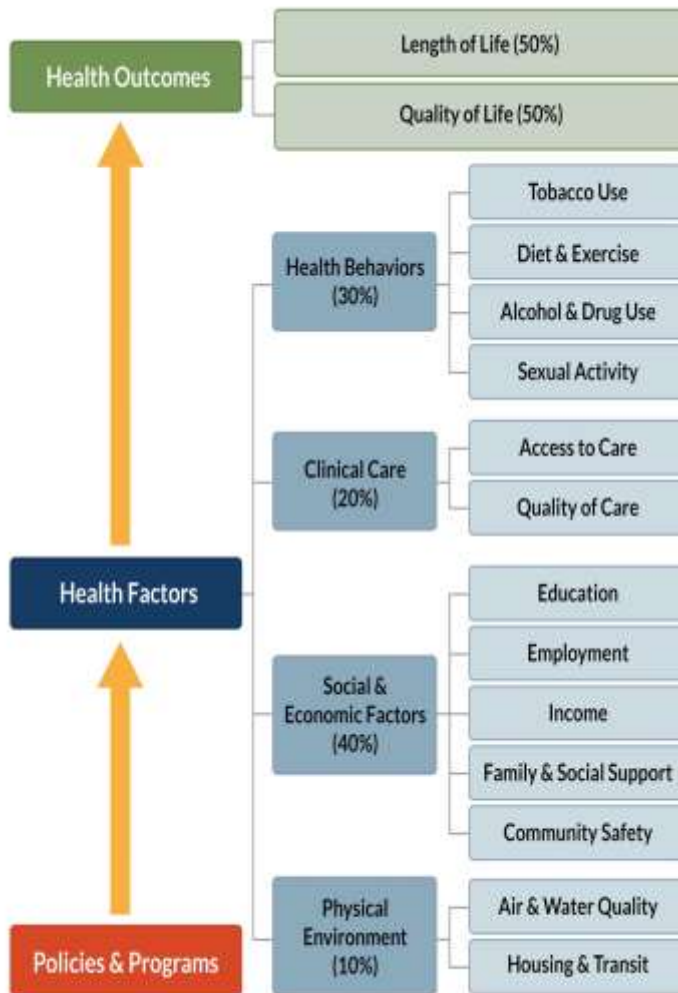 Health Outcomes
Length of Life (50%)
Quality of Life (50%)
Health Factors
Health Behaviors
(30%)
Tobacco Use
Diet & Exercise
Alcohol & Drug Use
Sexual Activity
Clinical Care
(20%)
Access to Care
Quality of Care
Social &
Economic Factors
(40%)
Education
Employment
Income
Family & Social Support
Community Safety
Physical
Environment
(10%)
Air & Water Quality
Housing & Transit
Policies & Programs